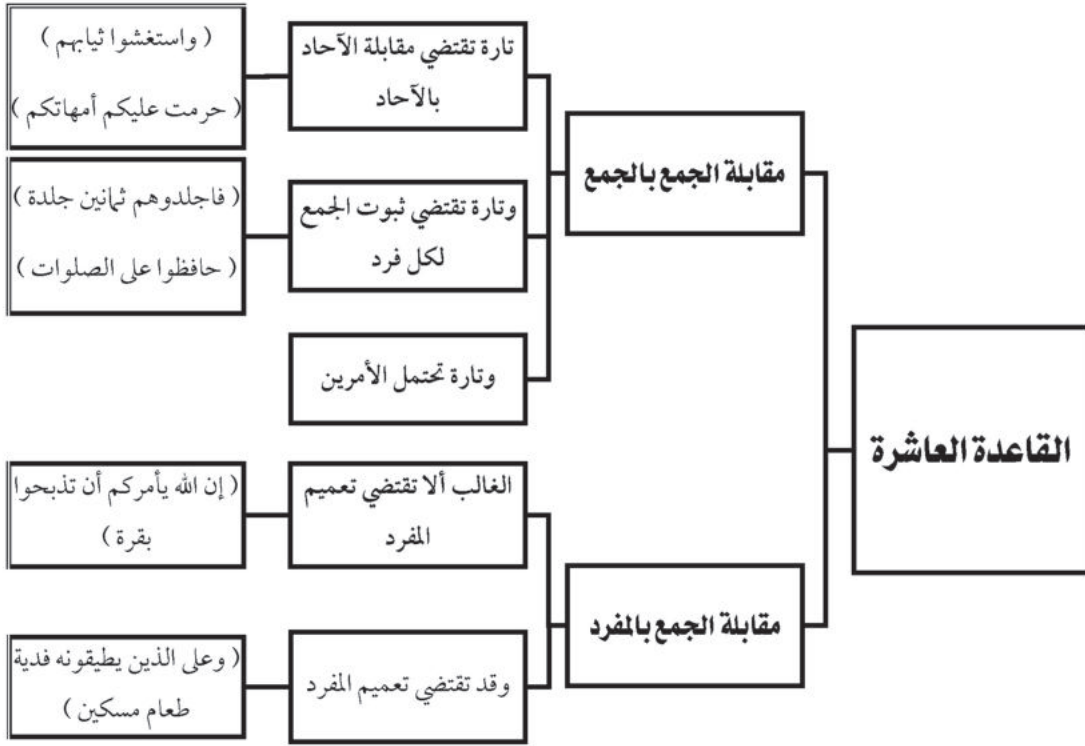 القاعدة العاشرة
مقابلة الجمع بالجمع
تارة تقتضي مقابلة الآحاد
بالآحاد
( واستغشوا ثيابهم )
( حرمت عليكم أمهاتكم )
وتارة تقتضي ثبوت الجمع
لكل فرد
( فاجلدوهم ثمانين جلدة )
( حافظوا على الصلوات )
وتارة تحتمل الأمرين
مقابلة الجمع بالمفرد
الغالب ألا تقتضي تعميم
المفرد
( إن الله يأمركم أن تذبحوا
بقرة )
وقد تقتضي تعميم المفرد
( وعلى الذين يطيقونه فدية
طعام مسكين )